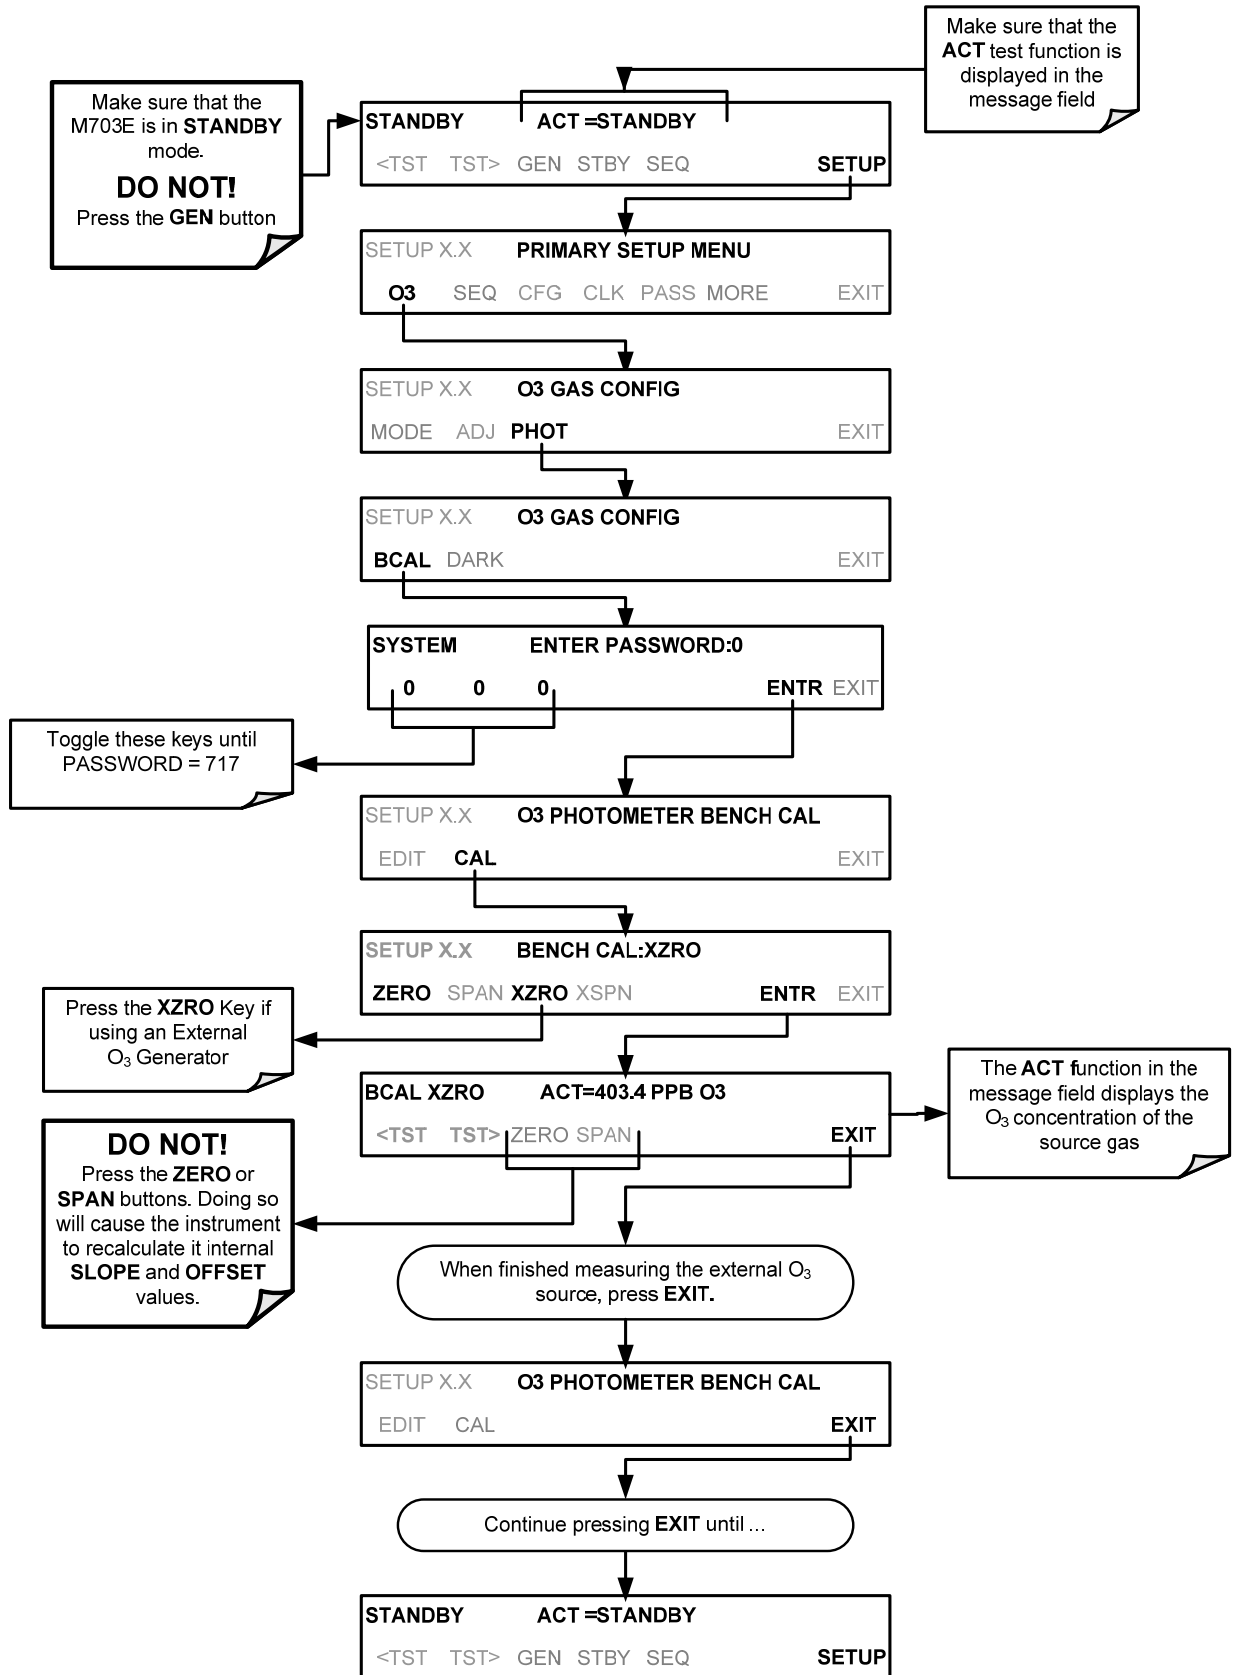 Make sure that the
ACT test function is
displayed in the
message field
Make sure that the
M703E is in STANDBY
mode.
DO NOT!
Press the GEN button
STANDBY ACT =STANDBY
<TST TST> GEN STBY SEQ SETUP
SETUP X.X PRIMARY SETUP MENU
O3 SEQ CFG CLK PASS MORE EXIT
SETUP X.X O3 GAS CONFIG
MODE ADJ PHOT EXIT
SETUP X.X O3 GAS CONFIG
BCAL DARK EXIT
SYSTEM ENTER PASSWORD:0
0 0 0 ENTR EXIT
Toggle these keys until
PASSWORD = 717
SETUP X.X O3 PHOTOMETER BENCH CAL
EDIT CAL EXIT
SETUP X.X BENCH CAL:XZRO
ZERO SPAN XZRO XSPN ENTR EXIT
Press the XZRO Key if
using an External
O₃ Generator
BCAL XZRO ACT=403.4 PPB O3
<TST TST> ZERO SPAN EXIT
The ACT function in the
message field displays the
O₃ concentration of the
source gas
DO NOT!
Press the ZERO or
SPAN buttons. Doing so
will cause the instrument
to recalculate it internal
SLOPE and OFFSET
values.
When finished measuring the external O₃
source, press EXIT.
SETUP X.X O3 PHOTOMETER BENCH CAL
EDIT CAL EXIT
Continue pressing EXIT until ...
STANDBY ACT =STANDBY
<TST TST> GEN STBY SEQ SETUP